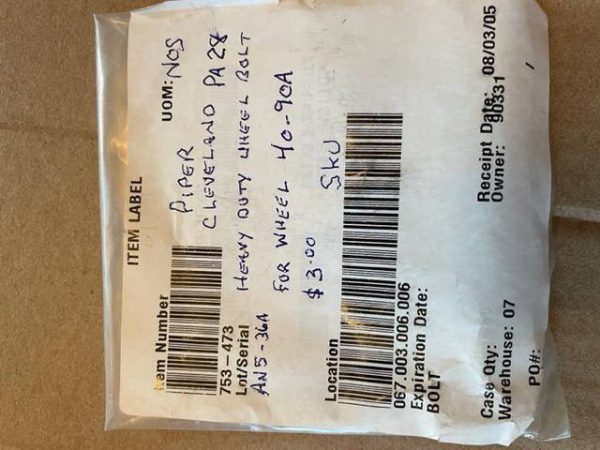 ITEM LABEL
Item Number
UOM: NOS
753-473
PIPER
CLEVELAND PA28
Lot/Serial
HEAVY DUTY WHEEL BOLT
AN5-36A
FOR WHEEL 40-90A
$3.00
SKU
Location
067.003.006.006
Expiration Date:
BOLT
Case Qty:
Receipt Date: 08/03/05
Warehouse: 07
Owner: 90331
PO#: